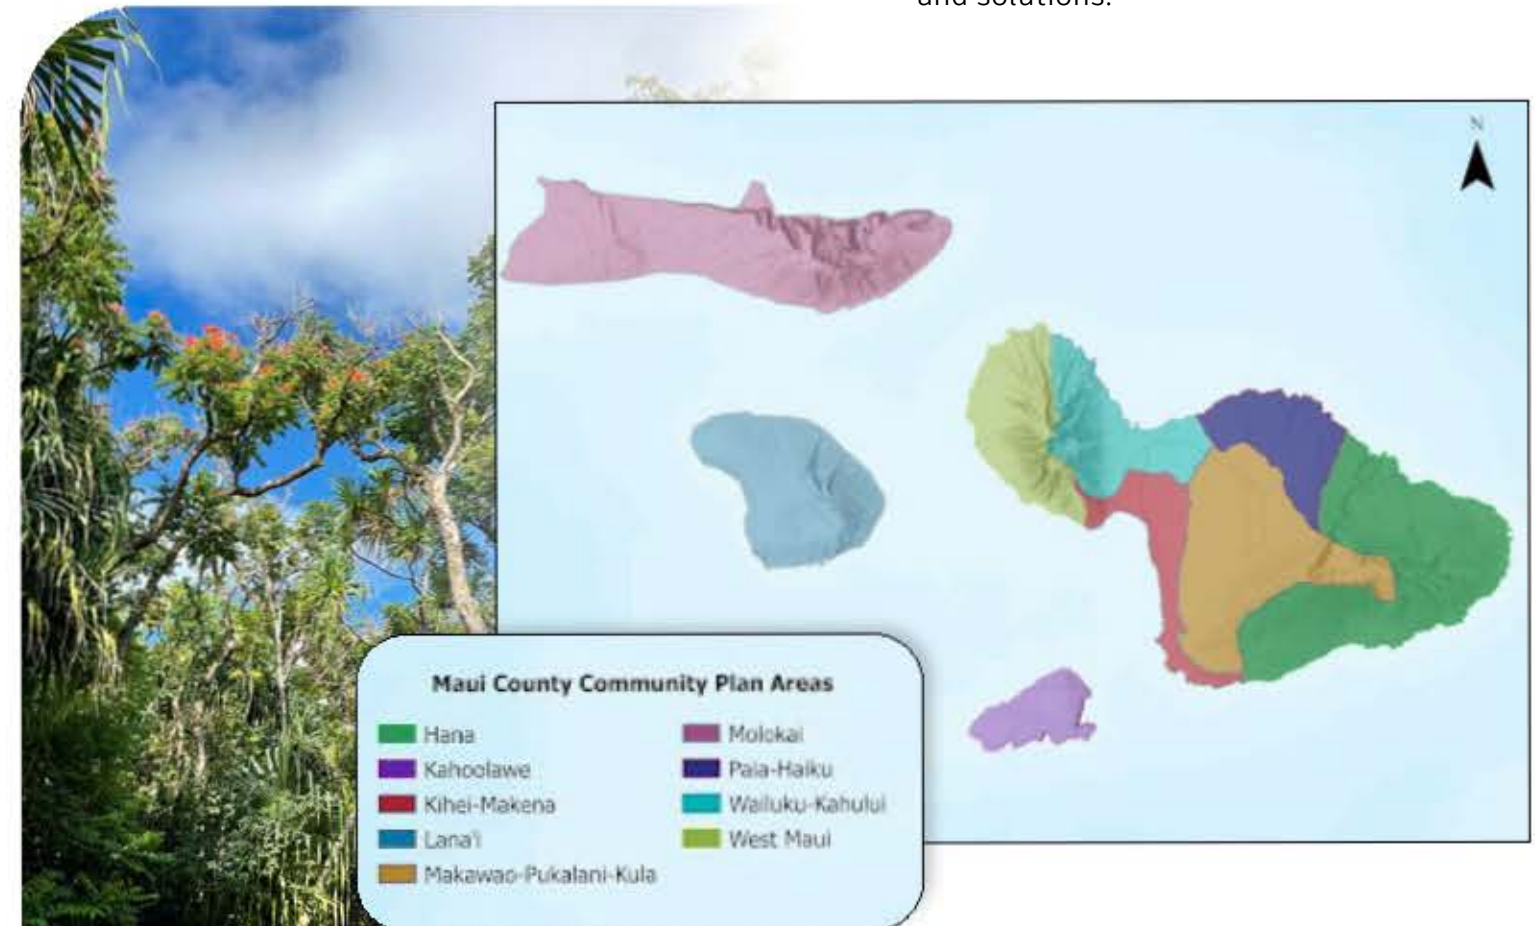 and solutions.
N
Maui County Community Plan Areas
Hana
Kahoolawe
Kihei-Makena
Lana'i
Makawao-Pukalani-Kula
Molokai
Paia-Haiku
Wailuku-Kahului
West Maui